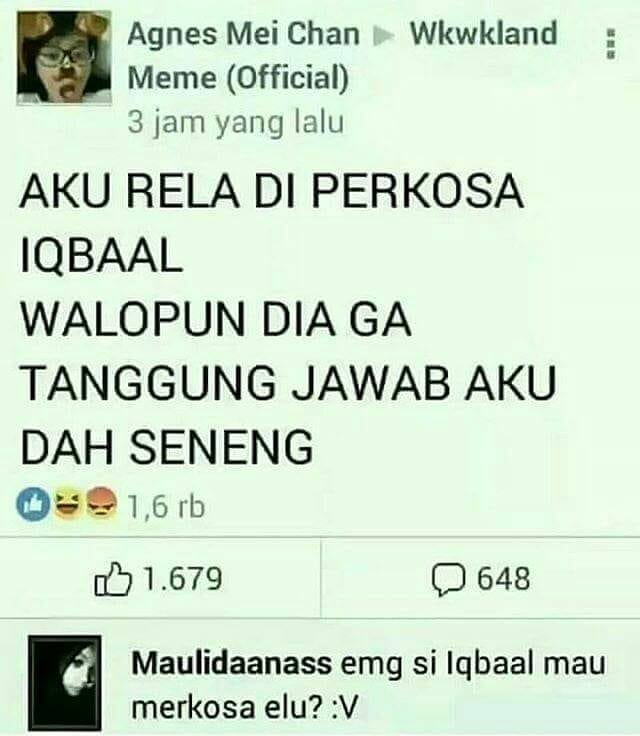 Agnes Mei Chan ▶ Wkwkland
Meme (Official)
3 jam yang lalu
AKU RELA DI PERKOSA
IQBAAL
WALOPUN DIA GA
TANGGUNG JAWAB AKU
DAH SENENG
1,6 rb
1.679
648
Maulidaanass emg si Iqbaal mau
merkosa elu? :V